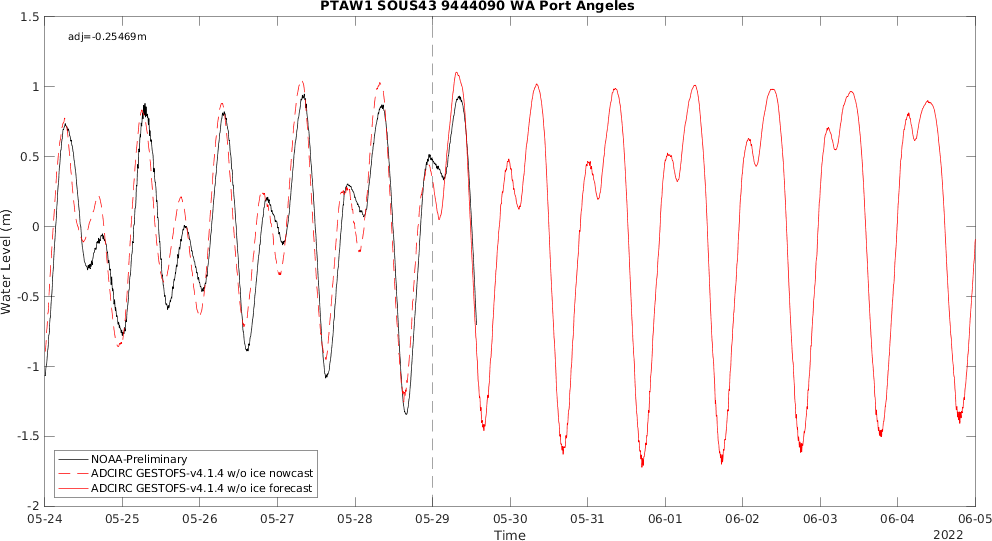 PTAW1 SOUS43 9444090 WA Port Angeles
adj=-0.25469m
1.5
1
0.5
0
-0.5
-1
-1.5
-2
Water Level (m)
NOAA-Preliminary
ADCIRC GESTOFS-v4.1.4 w/o ice nowcast
ADCIRC GESTOFS-v4.1.4 w/o ice forecast
05-24 05-25 05-26 05-27 05-28 05-29 05-30 05-31 06-01 06-02 06-03 06-04 06-05
Time
2022